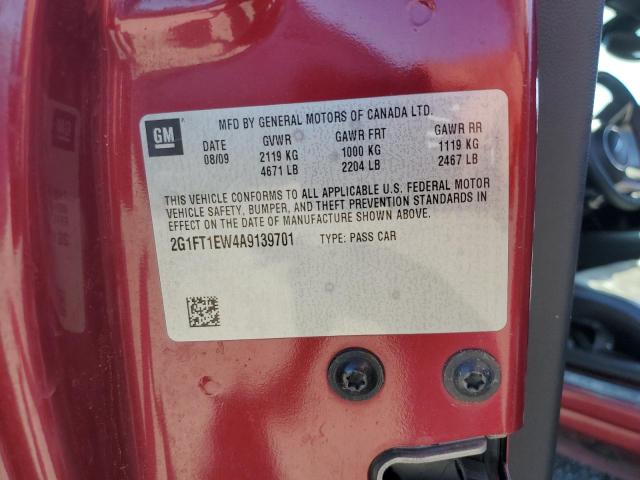 GM
MFD BY GENERAL MOTORS OF CANADA LTD.
DATE GVWR GAWR FRT GAWR RR
08/09 2119 KG 1000 KG 1119 KG
4671 LB 2204 LB 2467 LB
THIS VEHICLE CONFORMS TO ALL APPLICABLE U.S. FEDERAL MOTOR
VEHICLE SAFETY, BUMPER, AND THEFT PREVENTION STANDARDS IN
EFFECT ON THE DATE OF MANUFACTURE SHOWN ABOVE.
2G1FT1EW4A9139701 TYPE: PASS CAR